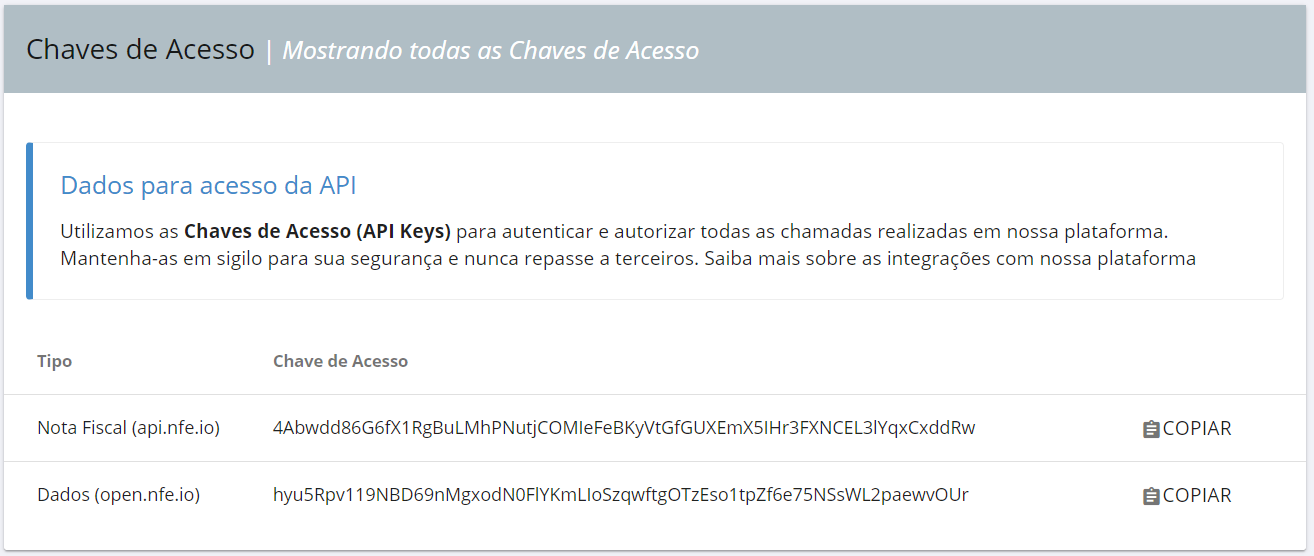 Chaves de Acesso | Mostrando todas as Chaves de Acesso
Dados para acesso da API
Utilizamos as Chaves de Acesso (API Keys) para autenticar e autorizar todas as chamadas realizadas em nossa plataforma.
Mantenha-as em sigilo para sua segurança e nunca repasse a terceiros. Saiba mais sobre as integrações com nossa plataforma
Tipo Chave de Acesso
Nota Fiscal (api.nfe.io) 4Abwdd86G6fX1RgBuLMhPNutjCOMIeFeBKyVtGfGUXEmX5IHr3FXNCEL3lYqxCxddRw COPIAR
Dados (open.nfe.io) hyu5Rpv119NBD69nMgxodN0FlYKmLIoSzqwftgOTzEso1tpZf6e75NSsWL2paewvOUr COPIAR